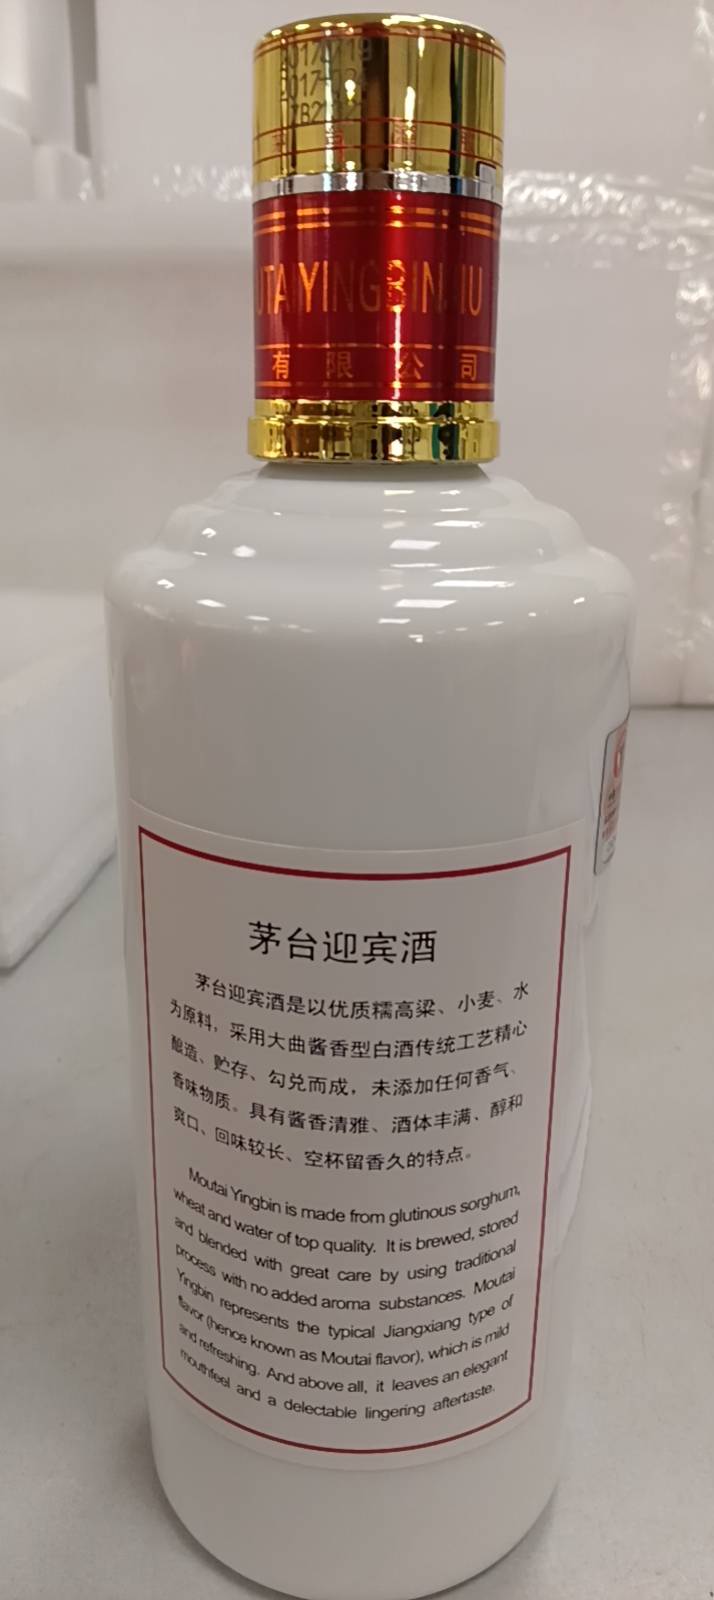 有限公司
茅台迎宾酒
茅台迎宾酒是以优质糯高粱、小麦、水
为原料，采用大曲酱香型白酒传统工艺精心
酿造、贮存、勾兑而成，未添加任何香气、
香味物质。具有酱香清雅、酒体丰满、醇和
爽口、回味较长、空杯留香久的特点。
Moutai Yingbin is made from glutinous sorghum,
wheat and water of top quality. It is brewed, stored
and blended with great care by using traditional
process with no added aroma substances. Moutai
Yingbin represents the typical Jiangxiang type of
flavor (hence known as Moutai flavor), which is mild
and refreshing. And above all, it leaves an elegant
mouthfeel and a delectable lingering aftertaste.